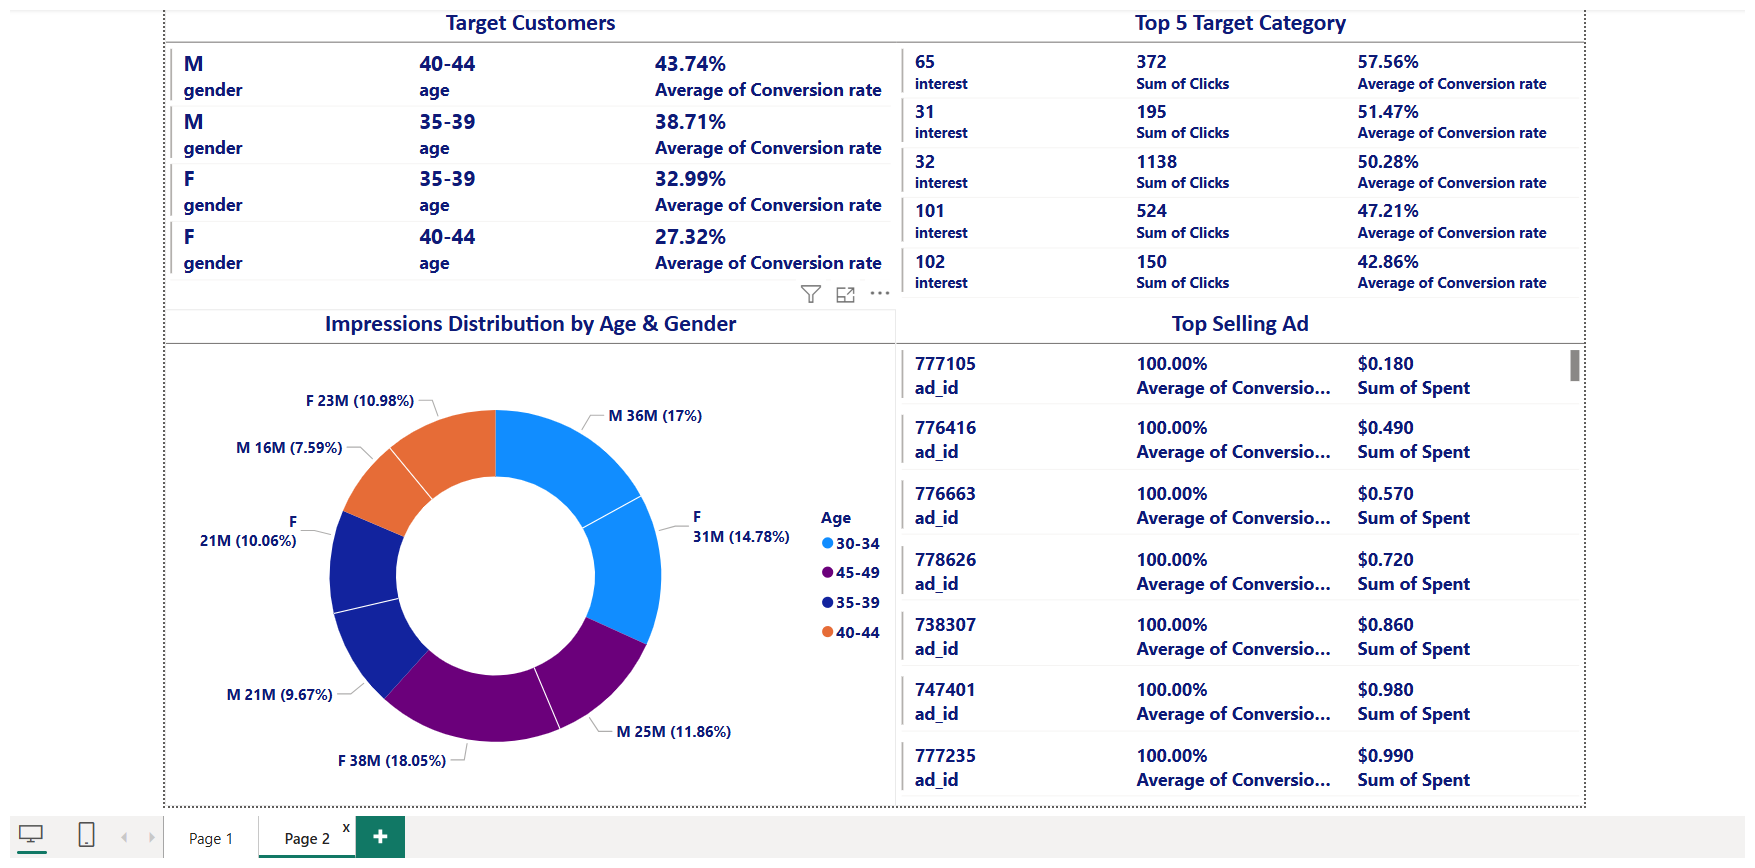 Target Customers
M 40-44 43.74%
gender age Average of Conversion rate
M 35-39 38.71%
gender age Average of Conversion rate
F 35-39 32.99%
gender age Average of Conversion rate
F 40-44 27.32%
gender age Average of Conversion rate
Top 5 Target Category
65 372 57.56%
interest Sum of Clicks Average of Conversion rate
31 195 51.47%
interest Sum of Clicks Average of Conversion rate
32 1138 50.28%
interest Sum of Clicks Average of Conversion rate
101 524 47.21%
interest Sum of Clicks Average of Conversion rate
102 150 42.86%
interest Sum of Clicks Average of Conversion rate
Impressions Distribution by Age & Gender
F 23M (10.98%)
M 36M (17%)
M 16M (7.59%)
F
31M (14.78%)
F
21M (10.06%)
M 21M (9.67%)
M 25M (11.86%)
F 38M (18.05%)
Age
30-34
45-49
35-39
40-44
Top Selling Ad
777105 100.00% $0.180
ad_id Average of Conversio... Sum of Spent
776416 100.00% $0.490
ad_id Average of Conversio... Sum of Spent
776663 100.00% $0.570
ad_id Average of Conversio... Sum of Spent
778626 100.00% $0.720
ad_id Average of Conversio... Sum of Spent
738307 100.00% $0.860
ad_id Average of Conversio... Sum of Spent
747401 100.00% $0.980
ad_id Average of Conversio... Sum of Spent
777235 100.00% $0.990
ad_id Average of Conversio... Sum of Spent
Page 1 Page 2 x +